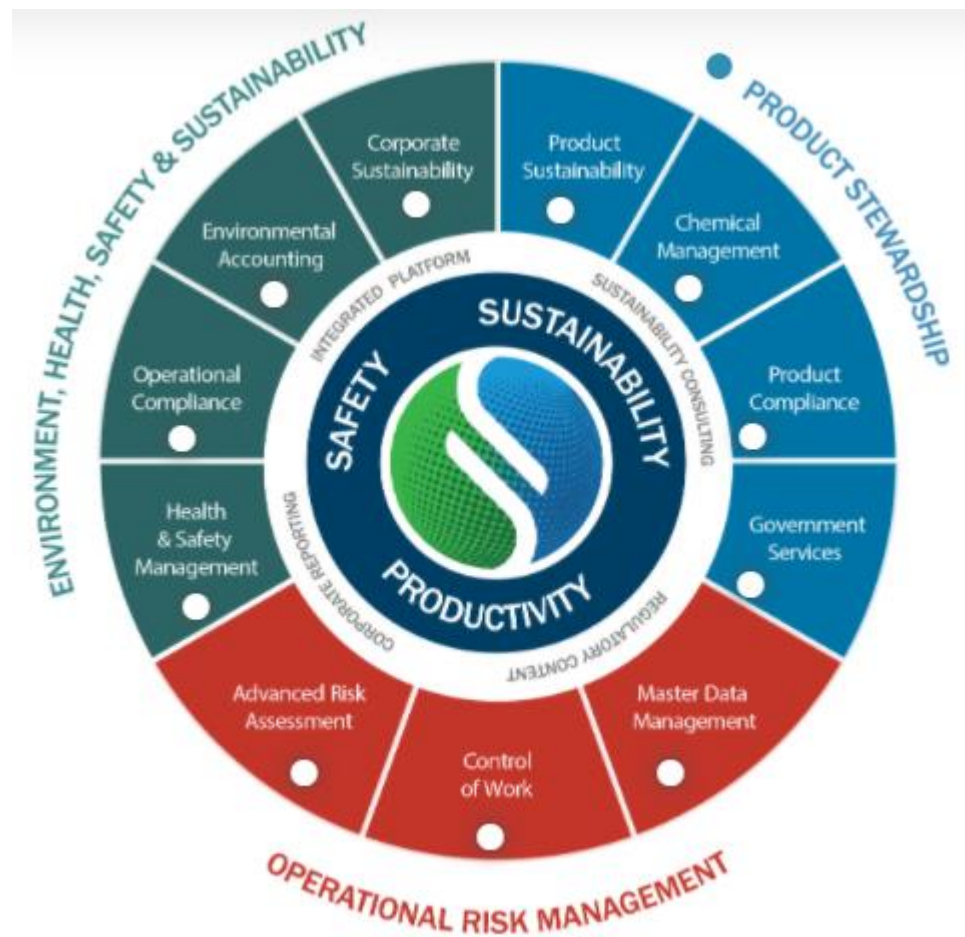 ENVIRONMENT, HEALTH, SAFETY & SUSTAINABILITY
PRODUCT STEWARDSHIP
Corporate
Sustainability
Product
Sustainability
Environmental
Accounting
Chemical
Management
Operational
Compliance
Product
Compliance
Health
& Safety
Management
Government
Services
Advanced Risk
Assessment
Control
of Work
Master Data
Management
INTEGRATED PLATFORM
SUSTAINABILITY CONSULTING
CORPORATE REPORTING
REGULATORY CONTENT
SAFETY
SUSTAINABILITY
PRODUCTIVITY
OPERATIONAL RISK MANAGEMENT